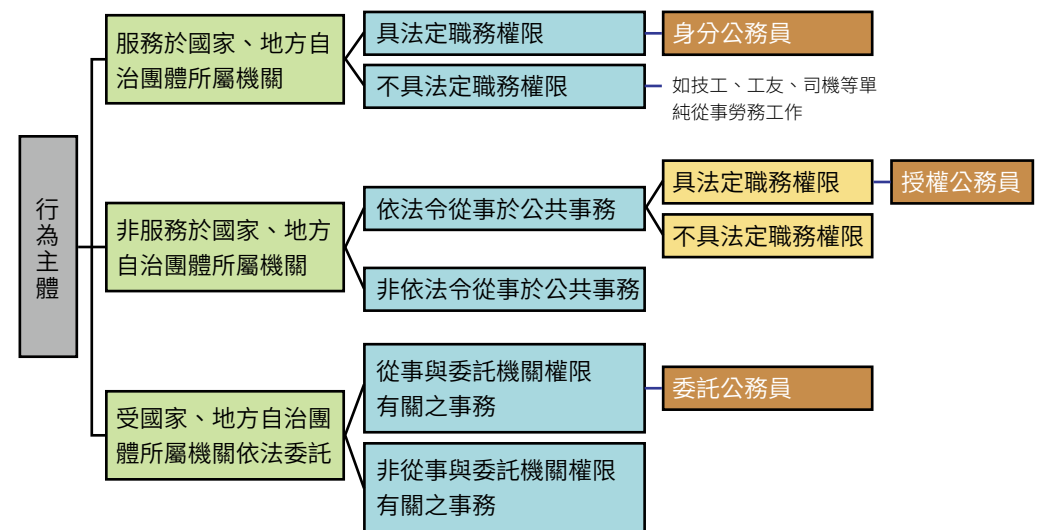 行為主體
服務於國家、地方自
治團體所屬機關
具法定職務權限
身分公務員
不具法定職務權限
如技工、工友、司機等單
純從事勞務工作
非服務於國家、地方
自治團體所屬機關
依法令從事於公共事務
具法定職務權限
授權公務員
不具法定職務權限
非依法令從事於公共事務
受國家、地方自治團
體所屬機關依法委託
從事與委託機關權限
有關之事務
委託公務員
非從事與委託機關權限
有關之事務